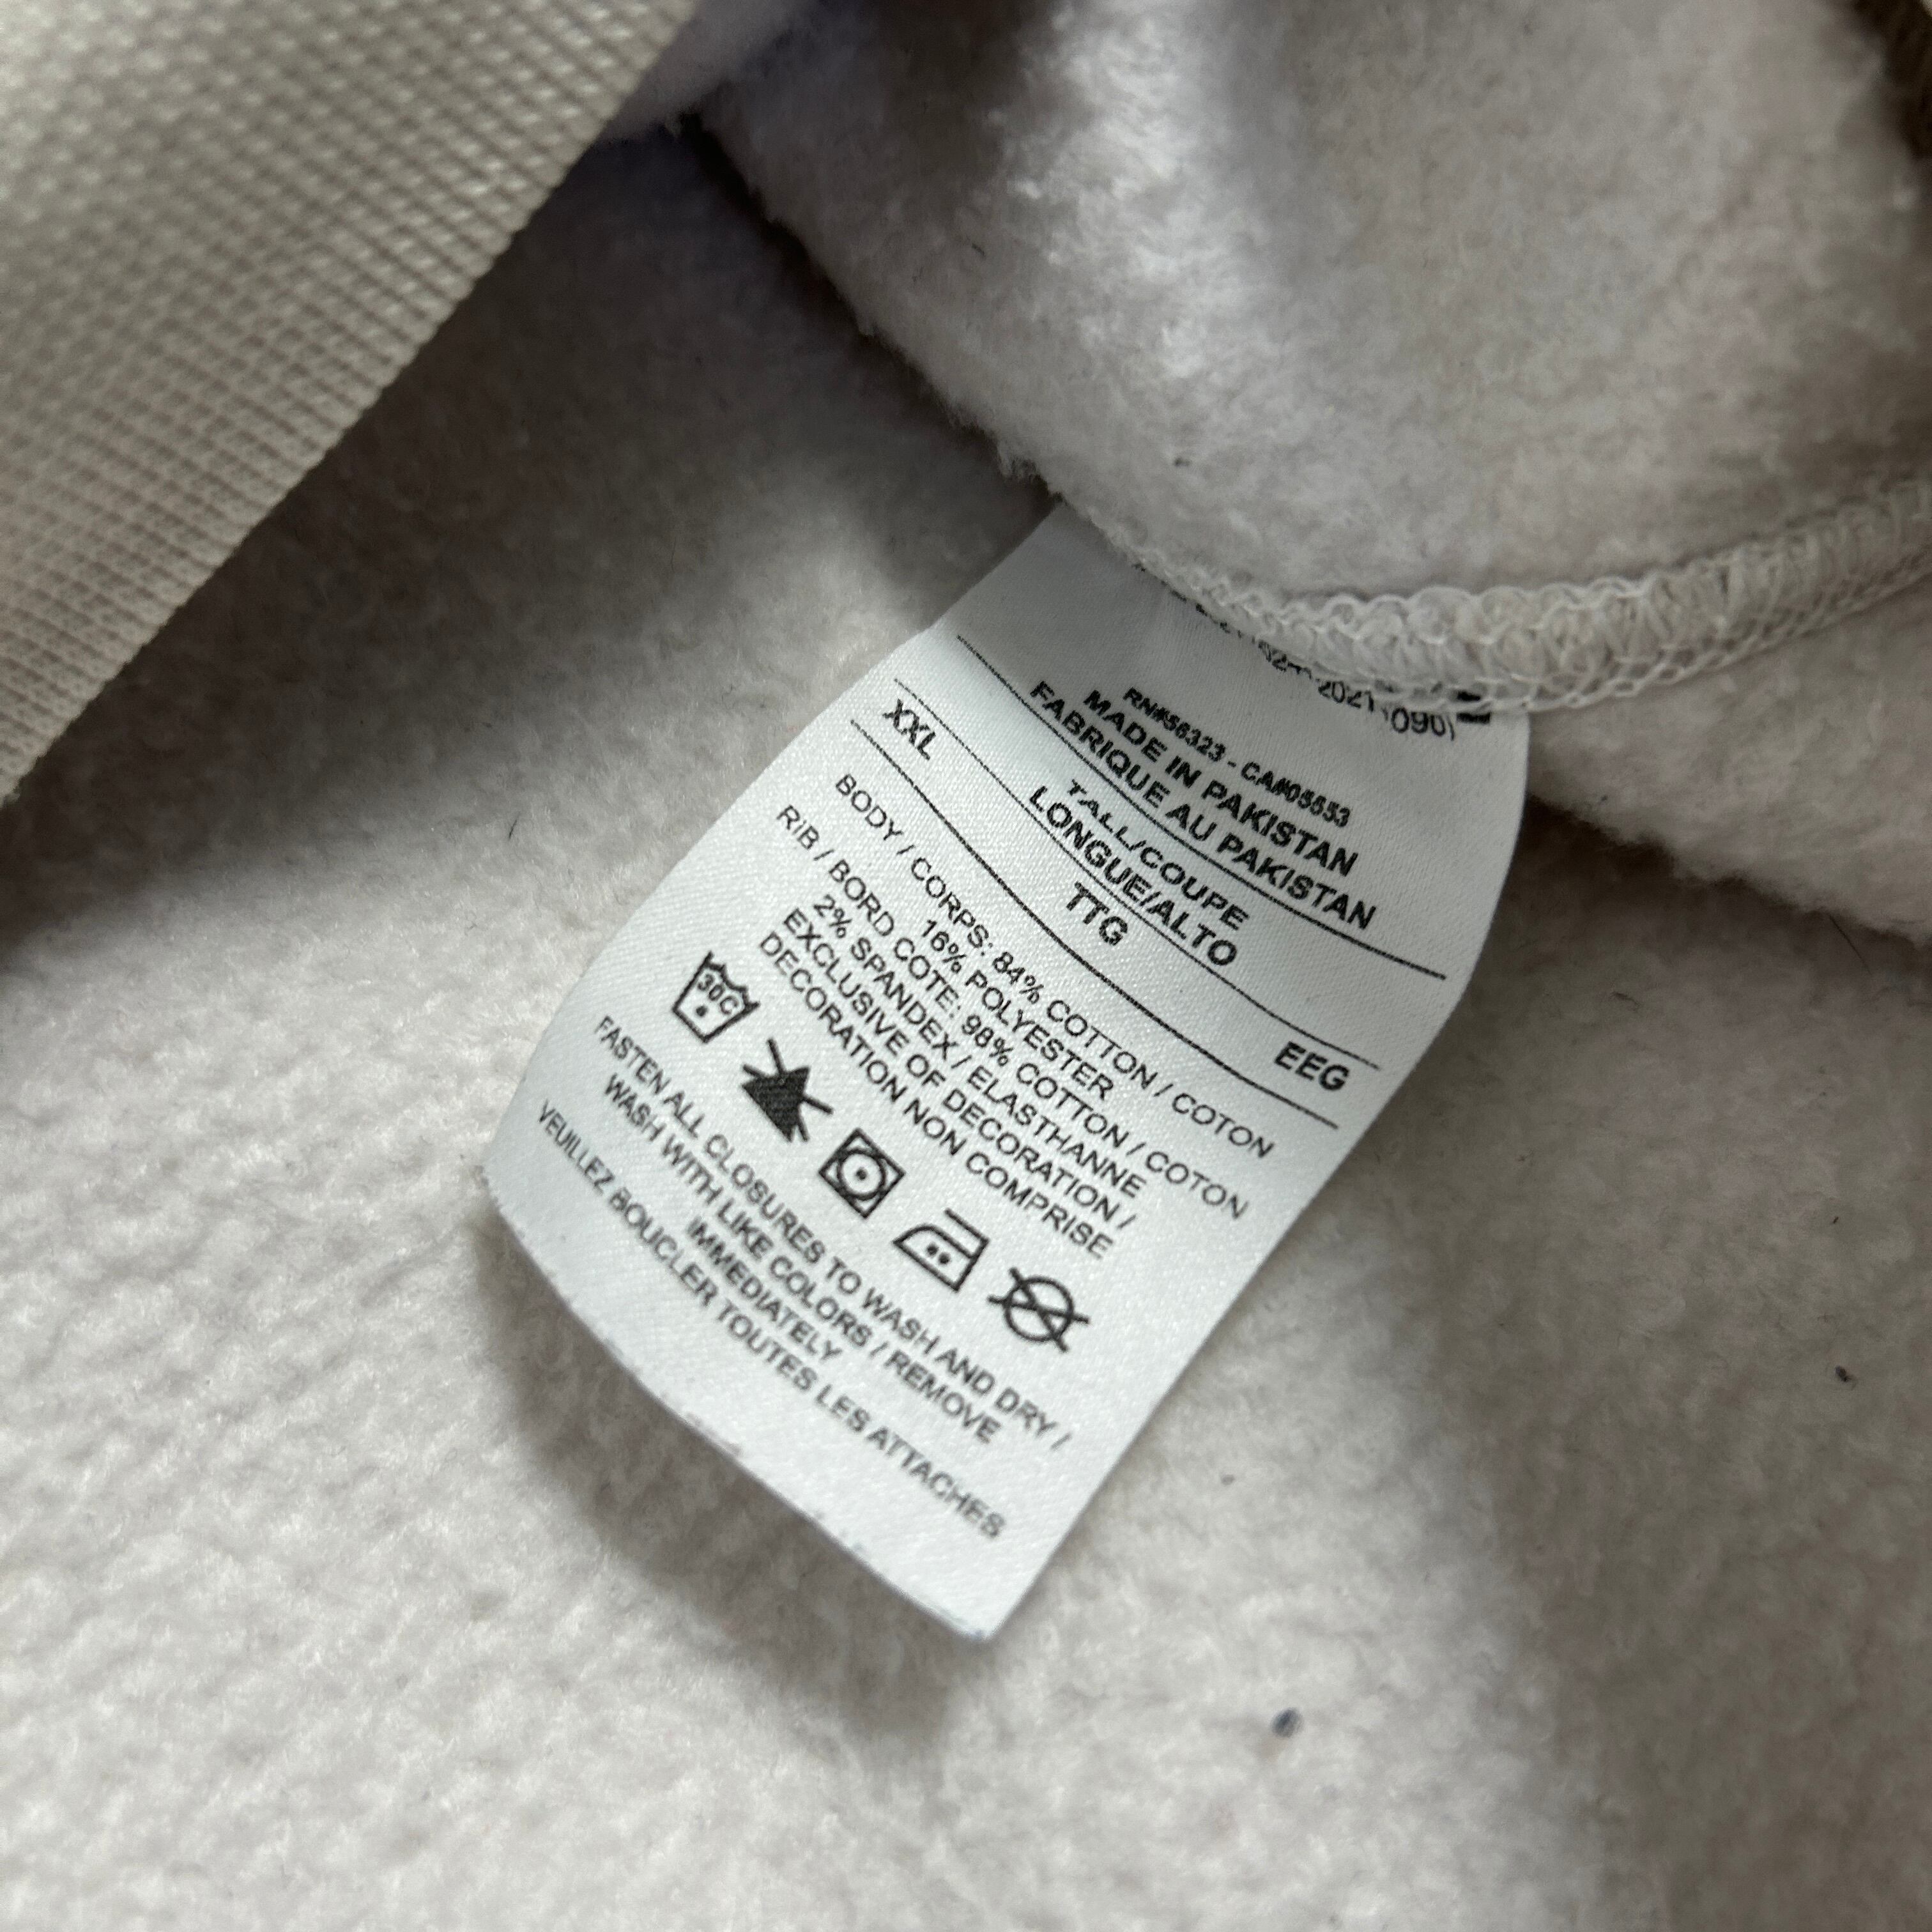 RN#56323 - CA#05553
MADE IN PAKISTAN
FABRIQUE AU PAKISTAN
TALL/COUPE
LONGUE/ALTO
XXL TTG EEG
BODY / CORPS: 84% COTTON / COTON
16% POLYESTER
RIB / BORD COTE: 98% COTTON / COTON
2% SPANDEX / ELASTHANNE
EXCLUSIVE OF DECORATION /
DECORATION NON COMPRISE
30C
FASTEN ALL CLOSURES TO WASH AND DRY /
WASH WITH LIKE COLORS / REMOVE
IMMEDIATELY
VEUILLEZ BOUCLER TOUTES LES ATTACHES